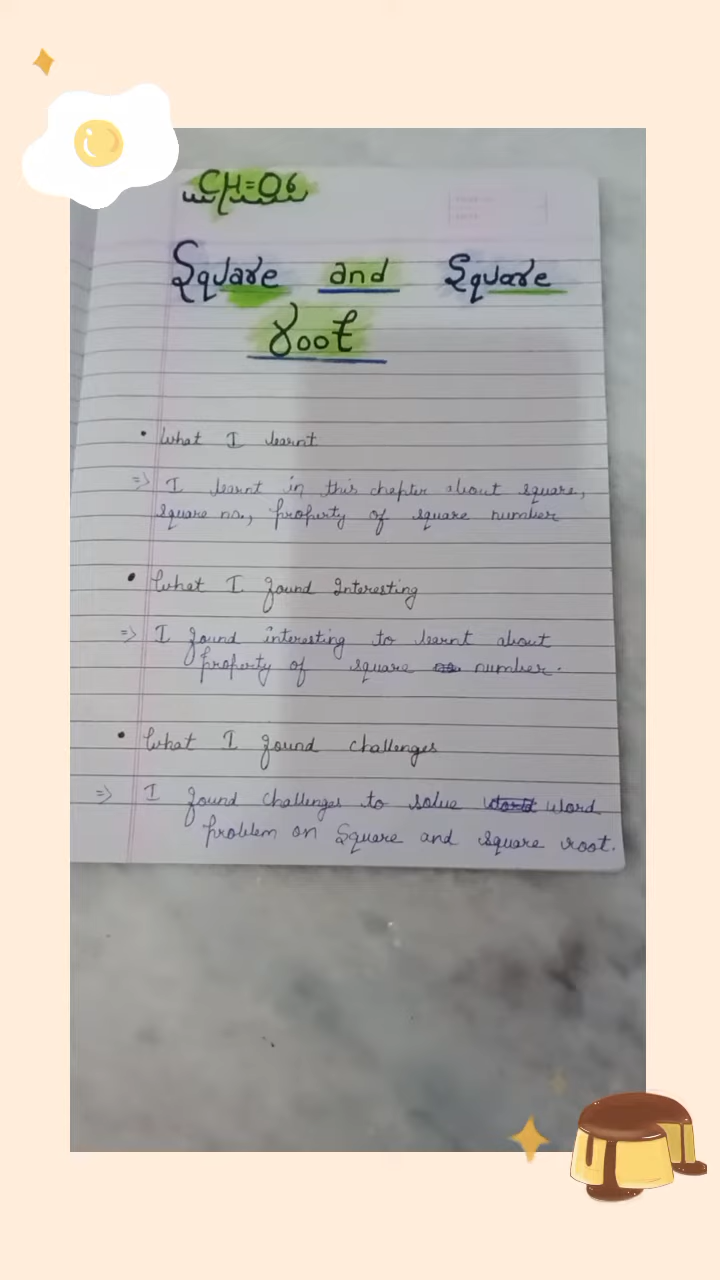 CH=06
Square and Square
root
• What I learnt
=> I learnt in this chepter about square,
square no., property of square number
• What I found Interesting
=> I found interesting to learnt about
property of square number.
• What I found challenges
=> I found challenges to solve word
problem on Square and square root.